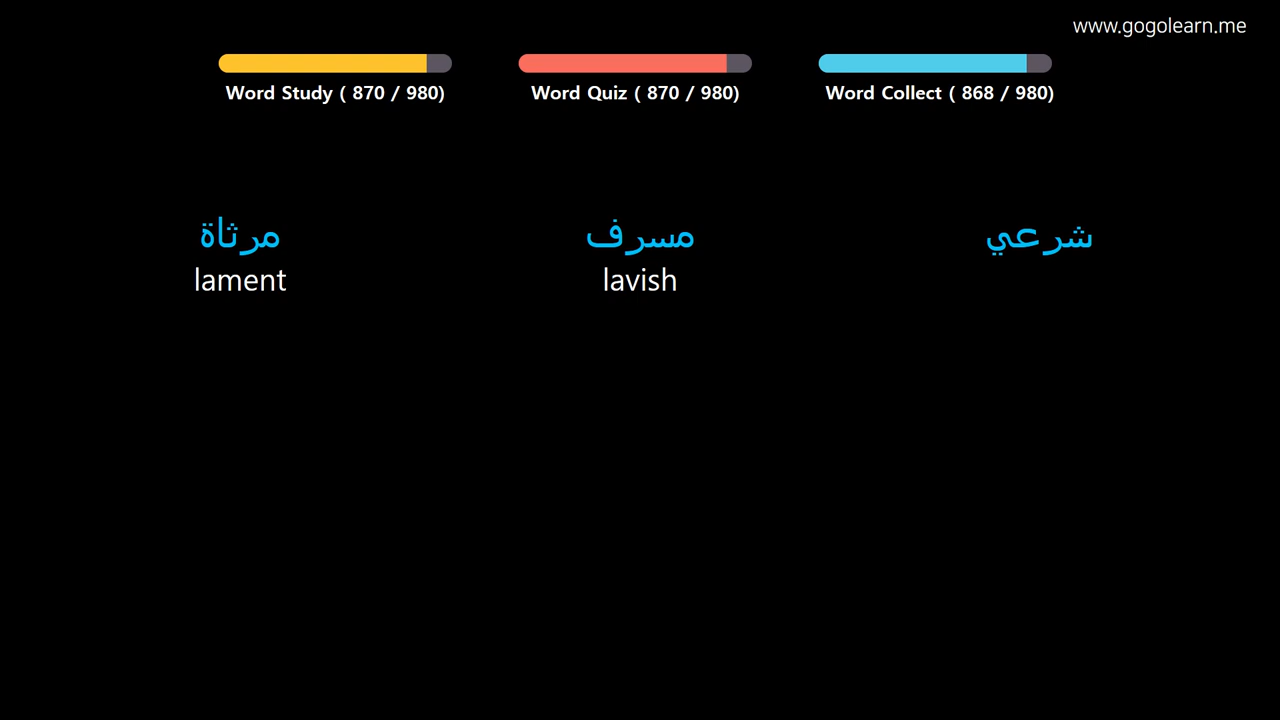 www.gogolearn.me
Word Study ( 870 / 980)
Word Quiz ( 870 / 980)
Word Collect ( 868 / 980)
مرثاة
lament
مسرف
lavish
شرعي